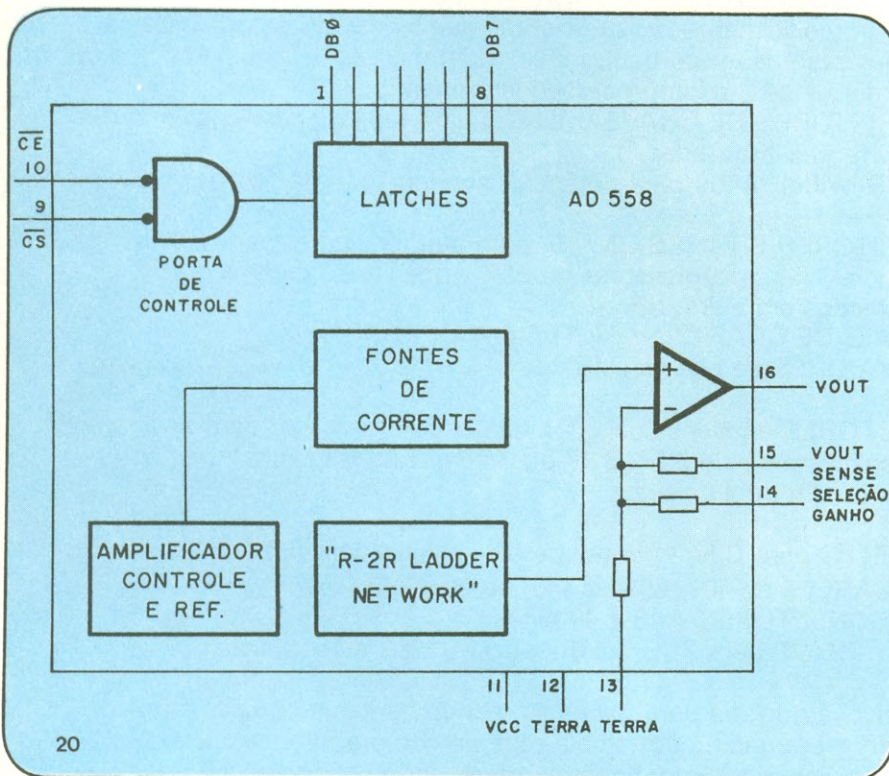 DB0
DB7
1
8
CE
10
9
CS
PORTA
DE
CONTROLE
LATCHES
AD 558
FONTES
DE
CORRENTE
+
−
16
VOUT
15
VOUT
SENSE
14
SELEÇÃO
GANHO
AMPLIFICADOR
CONTROLE
E REF.
"R-2R LADDER
NETWORK"
11
12
13
VCC TERRA TERRA
20